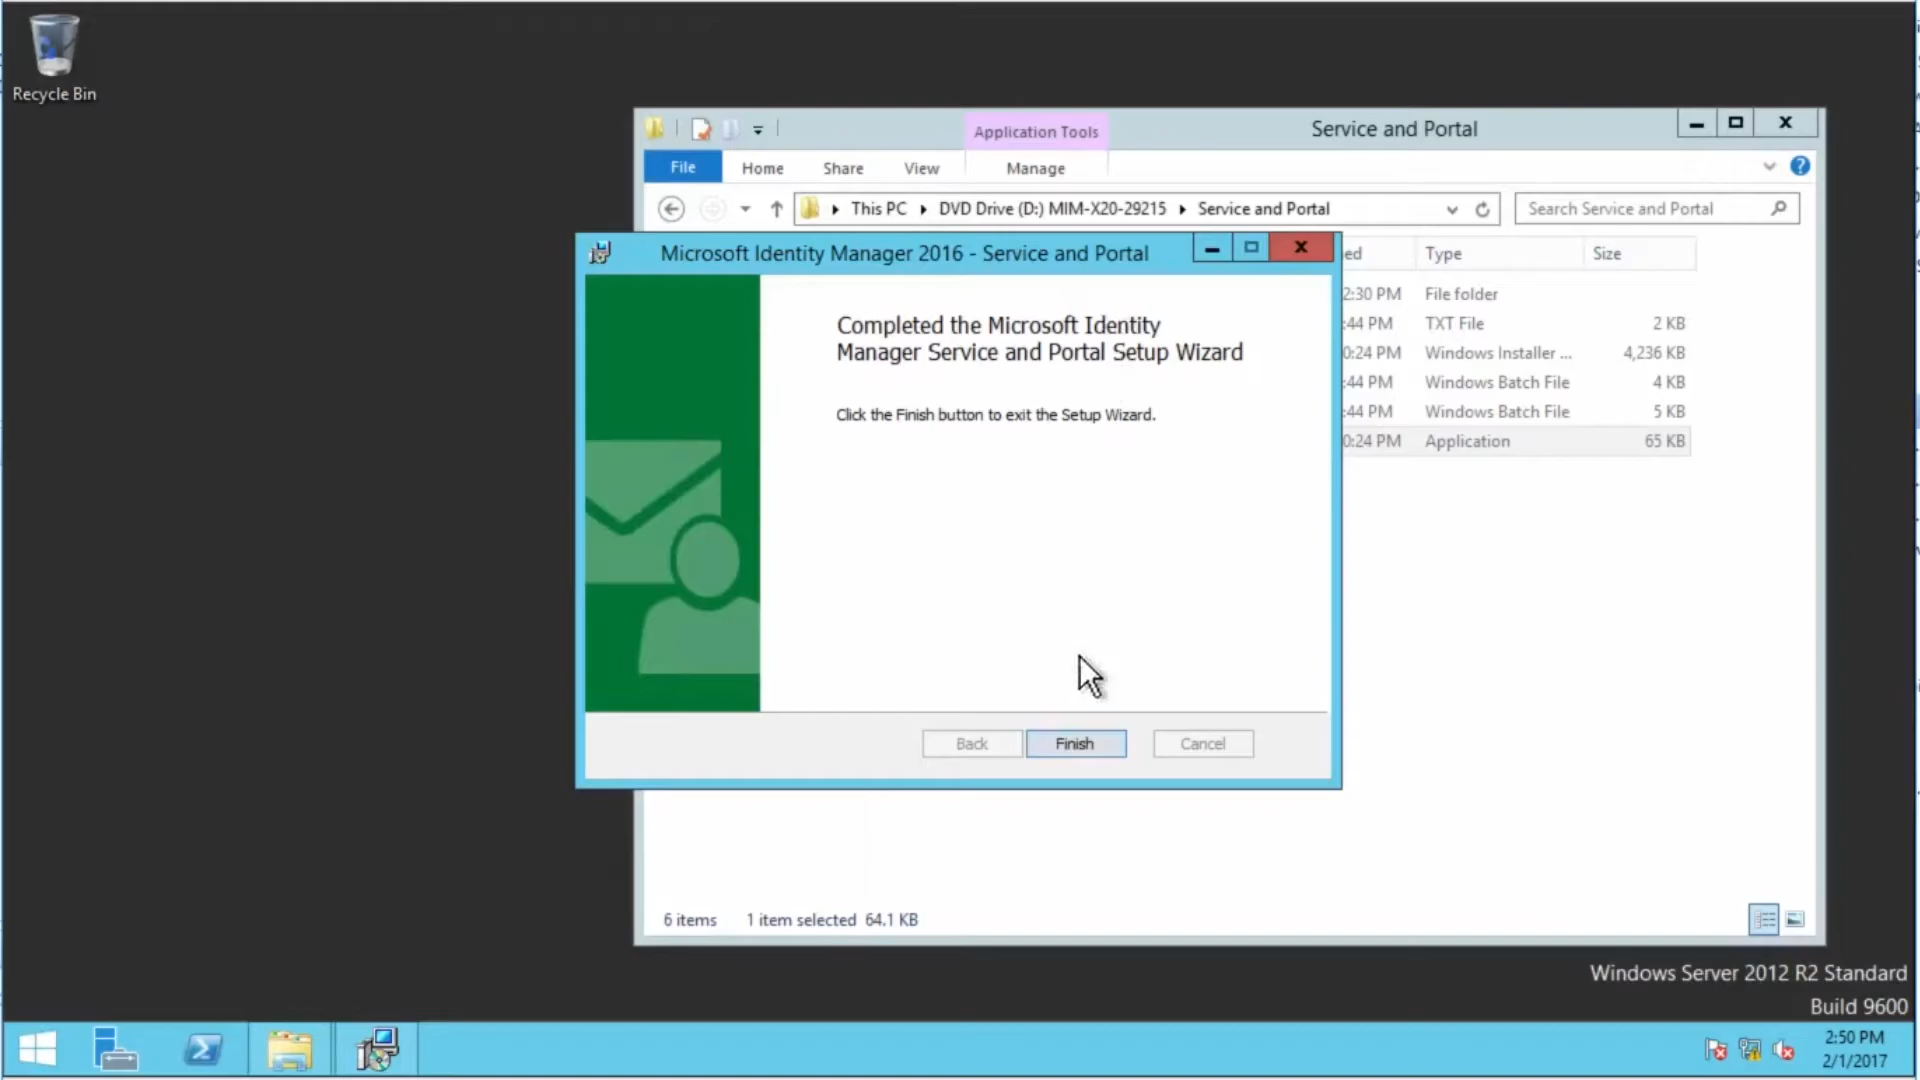 Recycle Bin
Application Tools
Service and Portal
File
Home
Share
View
Manage
This PC
DVD Drive (D:) MIM-X20-29215
Service and Portal
Search Service and Portal
Microsoft Identity Manager 2016 - Service and Portal
ed
Type
Size
2:30 PM
File folder
:44 PM
TXT File
2 KB
0:24 PM
Windows Installer ...
4,236 KB
:44 PM
Windows Batch File
4 KB
:44 PM
Windows Batch File
5 KB
0:24 PM
Application
65 KB
Completed the Microsoft Identity
Manager Service and Portal Setup Wizard
Click the Finish button to exit the Setup Wizard.
Back
Finish
Cancel
6 items
1 item selected 64.1 KB
Windows Server 2012 R2 Standard
Build 9600
2:50 PM
2/1/2017